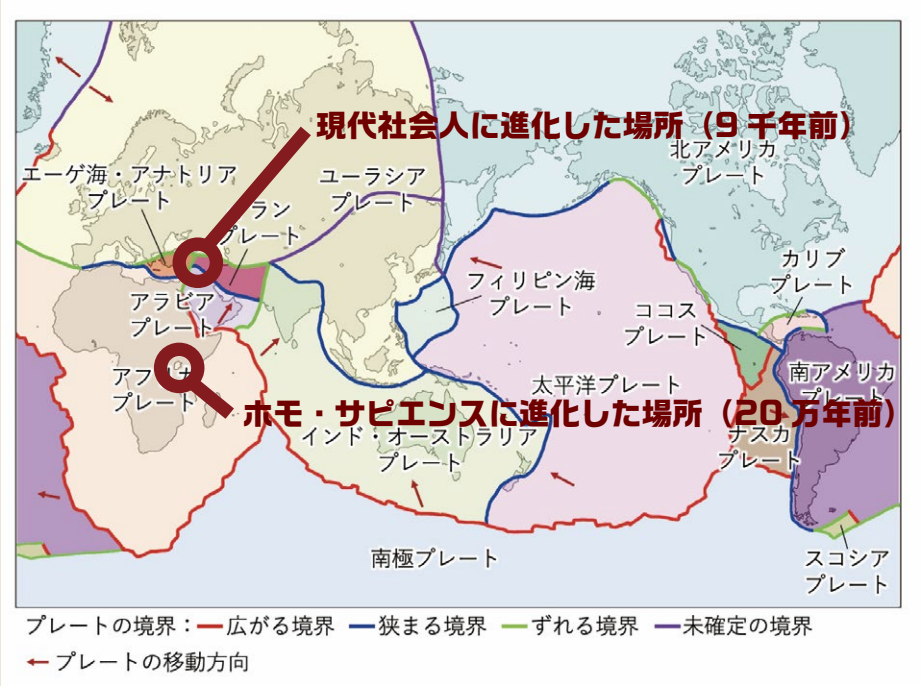 現代社会人に進化した場所（9千年前）
北アメリカ
プレート
エーゲ海・アナトリア
プレート
ユーラシア
プレート
ラン
プレート
カリブ
プレート
フィリピン海
プレート
アラビア
プレート
ココス
プレート
アフリカ
プレート
太平洋プレート
南アメリカ
プレート
ホモ・サピエンスに進化した場所（20万年前）
インド・オーストラリア
プレート
ナスカ
プレート
南極プレート
スコシア
プレート
プレートの境界： 広がる境界 狭まる境界 ずれる境界 未確定の境界
プレートの移動方向